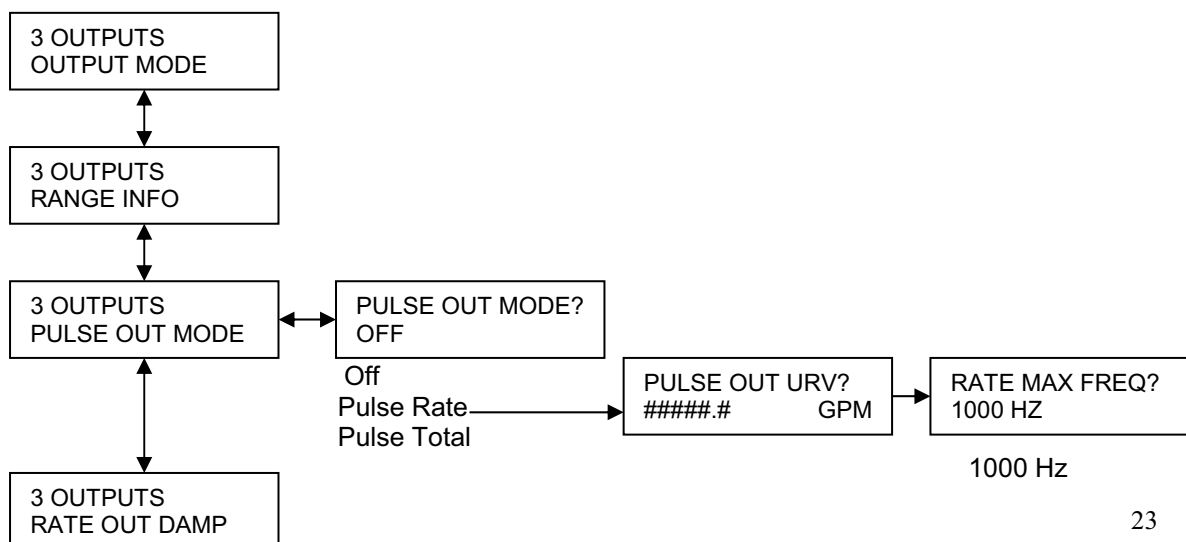 3 OUTPUTS
OUTPUT MODE
3 OUTPUTS
RANGE INFO
3 OUTPUTS
PULSE OUT MODE
PULSE OUT MODE?
OFF
Off
Pulse Rate
Pulse Total
PULSE OUT URV?
#####.# GPM
RATE MAX FREQ?
1000 HZ
1000 Hz
3 OUTPUTS
RATE OUT DAMP
23